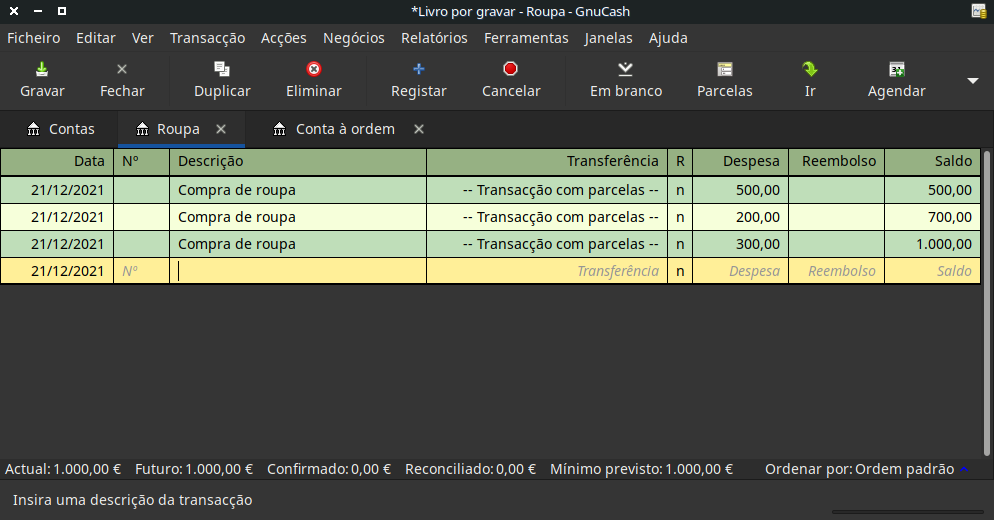 *Livro por gravar - Roupa - GnuCash
Ficheiro Editar Ver Transacção Acções Negócios Relatórios Ferramentas Janelas Ajuda
Gravar Fechar Duplicar Eliminar Registar Cancelar Em branco Parcelas Ir Agendar
Contas Roupa Conta à ordem
Data Nº Descrição Transferência R Despesa Reembolso Saldo
21/12/2021 Compra de roupa -- Transacção com parcelas -- n 500,00 500,00
21/12/2021 Compra de roupa -- Transacção com parcelas -- n 200,00 700,00
21/12/2021 Compra de roupa -- Transacção com parcelas -- n 300,00 1.000,00
21/12/2021 Nº Transferência n Despesa Reembolso Saldo
Actual: 1.000,00 € Futuro: 1.000,00 € Confirmado: 0,00 € Reconciliado: 0,00 € Mínimo previsto: 1.000,00 € Ordenar por: Ordem padrão
Insira uma descrição da transacção